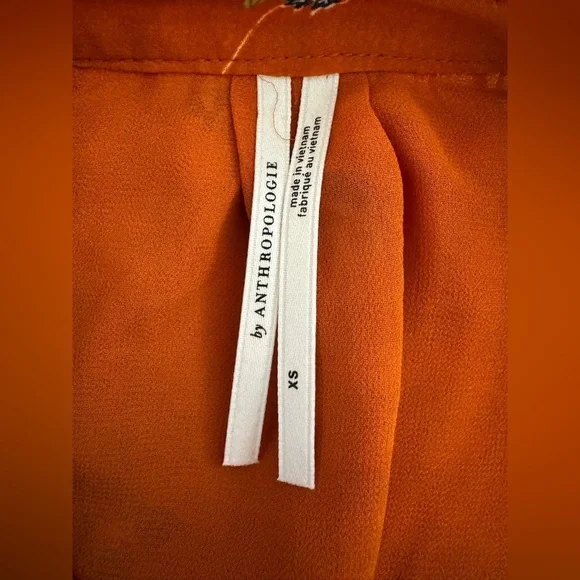 by ANTHROPOLOGIE
made in vietnam
fabriqué au vietnam
XS